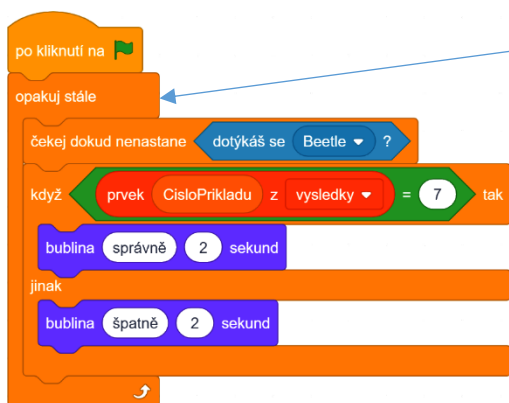 po kliknutí na
opakuj stále
čekej dokud nenastane dotýkáš se Beetle ?
když prvek CisloPrikladu z vysledky = 7 tak
bublina správně 2 sekund
jinak
bublina špatně 2 sekund